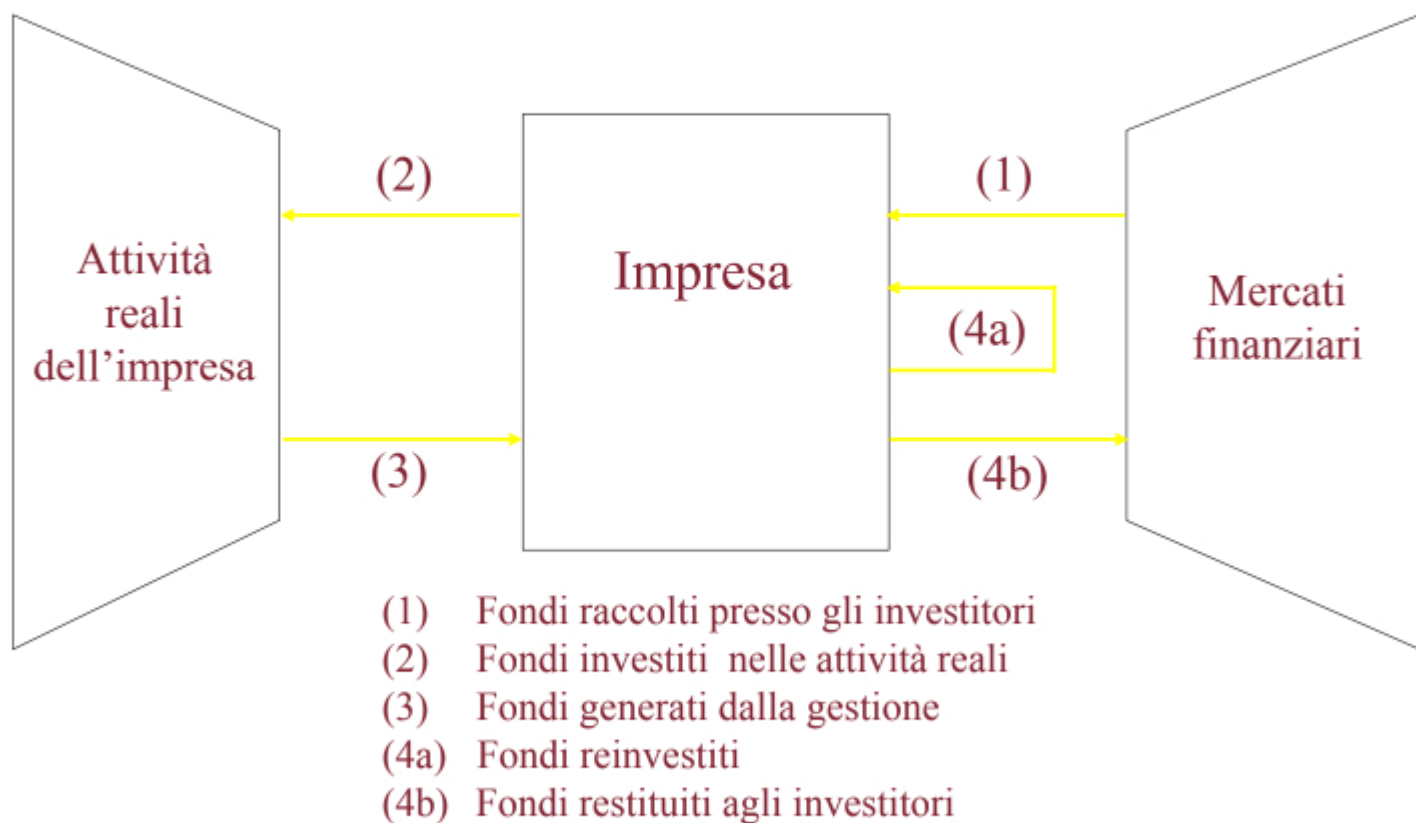 (2)
(1)
Attività
reali
dell’impresa
Impresa
(4a)
Mercati
finanziari
(3)
(4b)
(1) Fondi raccolti presso gli investitori
(2) Fondi investiti nelle attività reali
(3) Fondi generati dalla gestione
(4a) Fondi reinvestiti
(4b) Fondi restituiti agli investitori